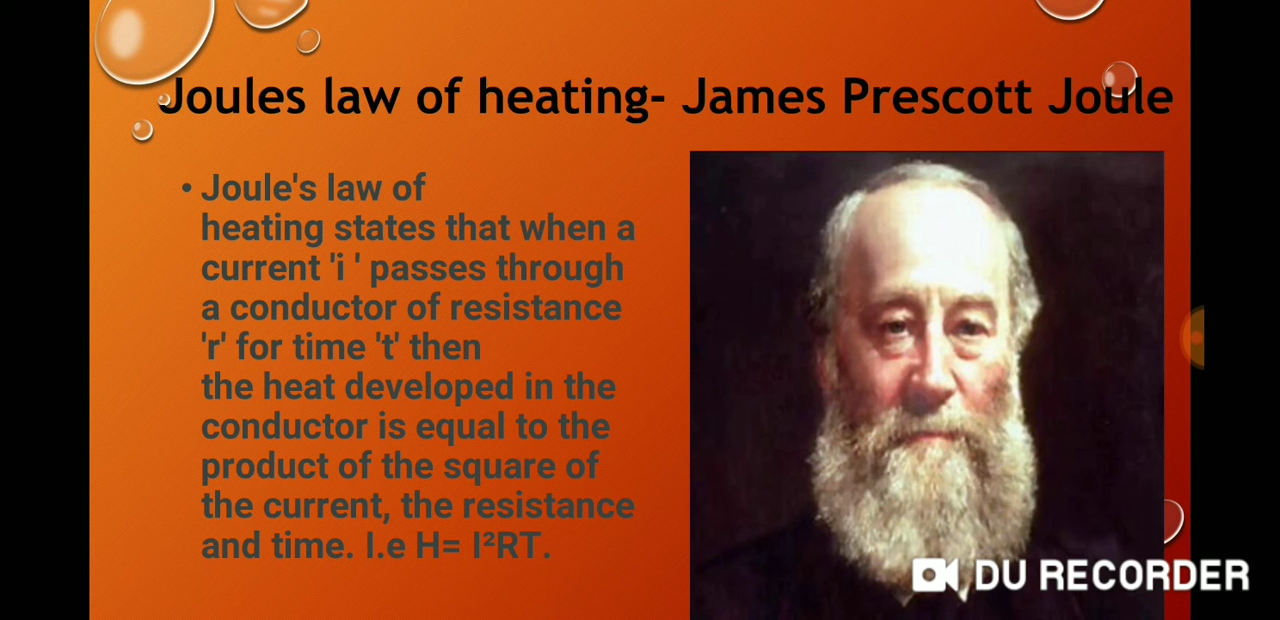 Joules law of heating- James Prescott Joule
• Joule's law of
heating states that when a
current 'i ' passes through
a conductor of resistance
'r' for time 't' then
the heat developed in the
conductor is equal to the
product of the square of
the current, the resistance
and time. I.e H= I²RT.
DU RECORDER